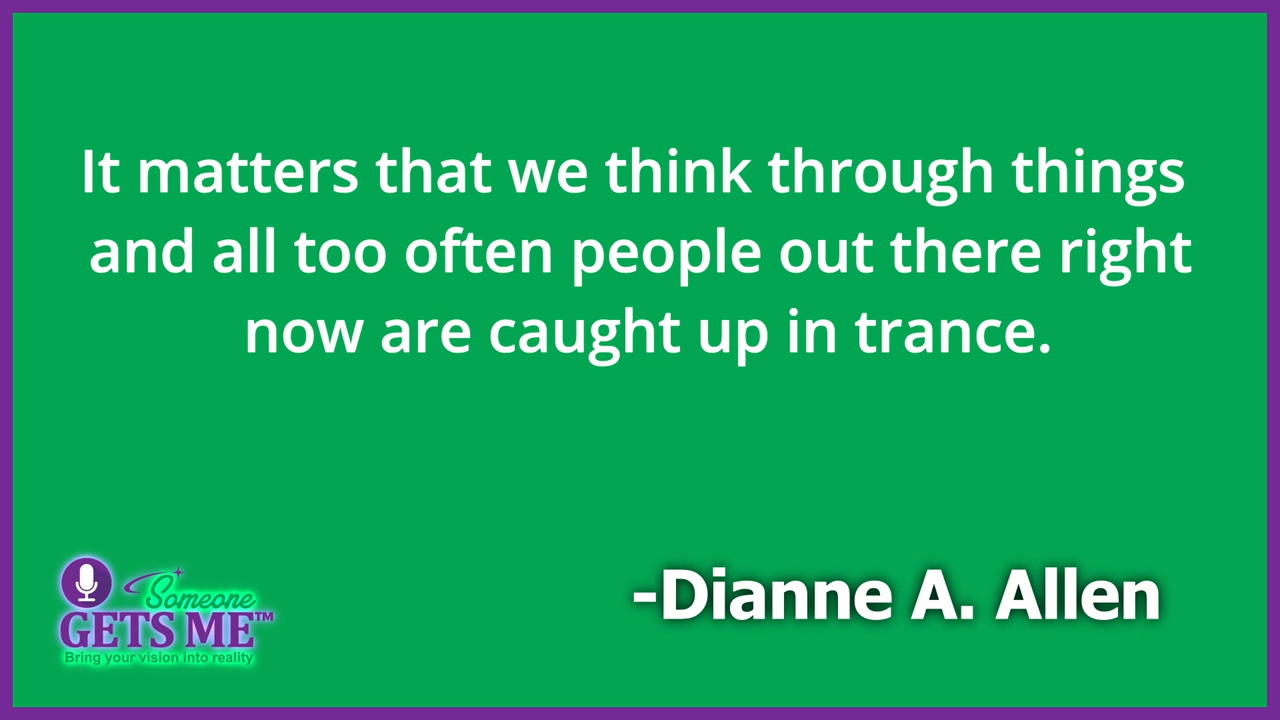 It matters that we think through things
and all too often people out there right
now are caught up in trance.
-Dianne A. Allen
Someone
GETS ME™
Bring your vision into reality